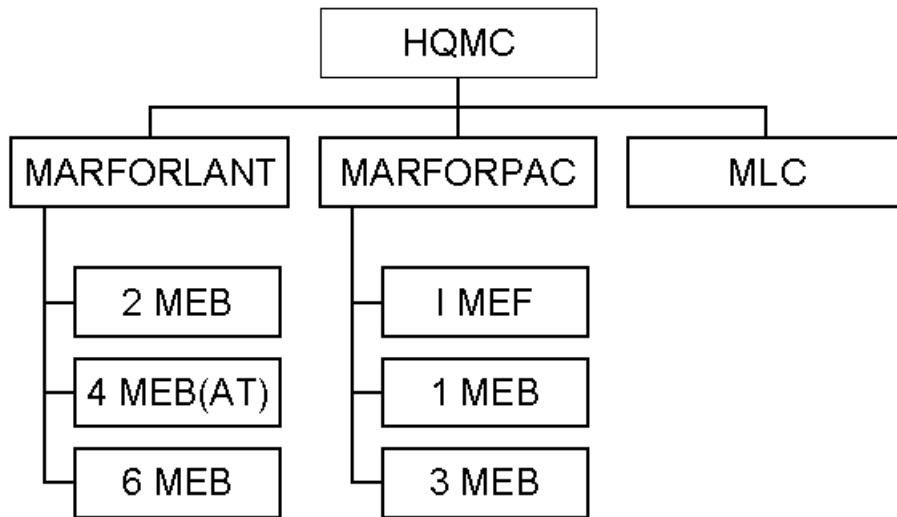 HQMC
MARFORLANT
MARFORPAC
MLC
2 MEB
I MEF
4 MEB(AT)
1 MEB
6 MEB
3 MEB